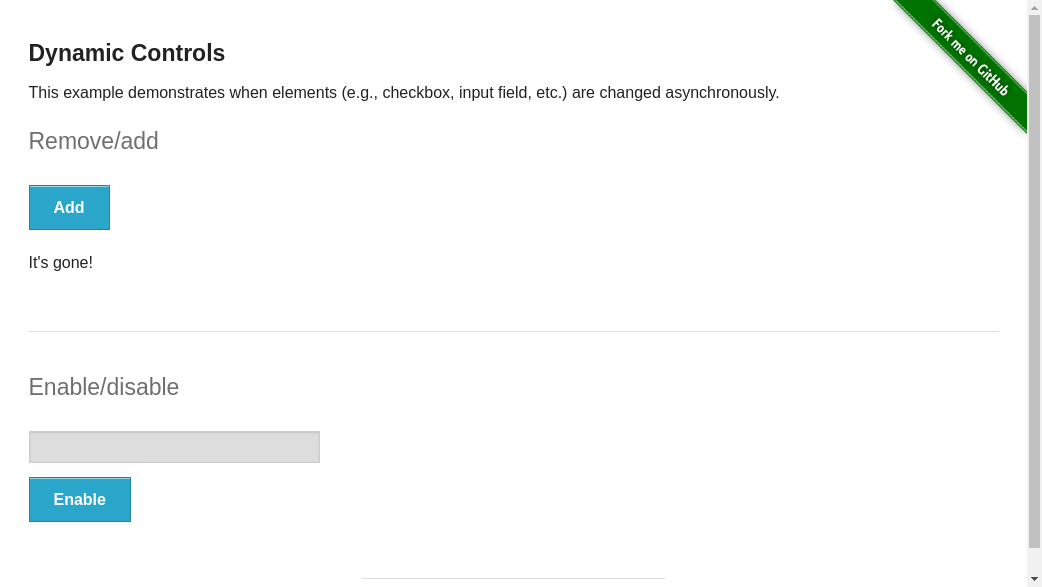 Fork me on GitHub
Dynamic Controls
This example demonstrates when elements (e.g., checkbox, input field, etc.) are changed asynchronously.
Remove/add
Add
It's gone!
Enable/disable
Enable